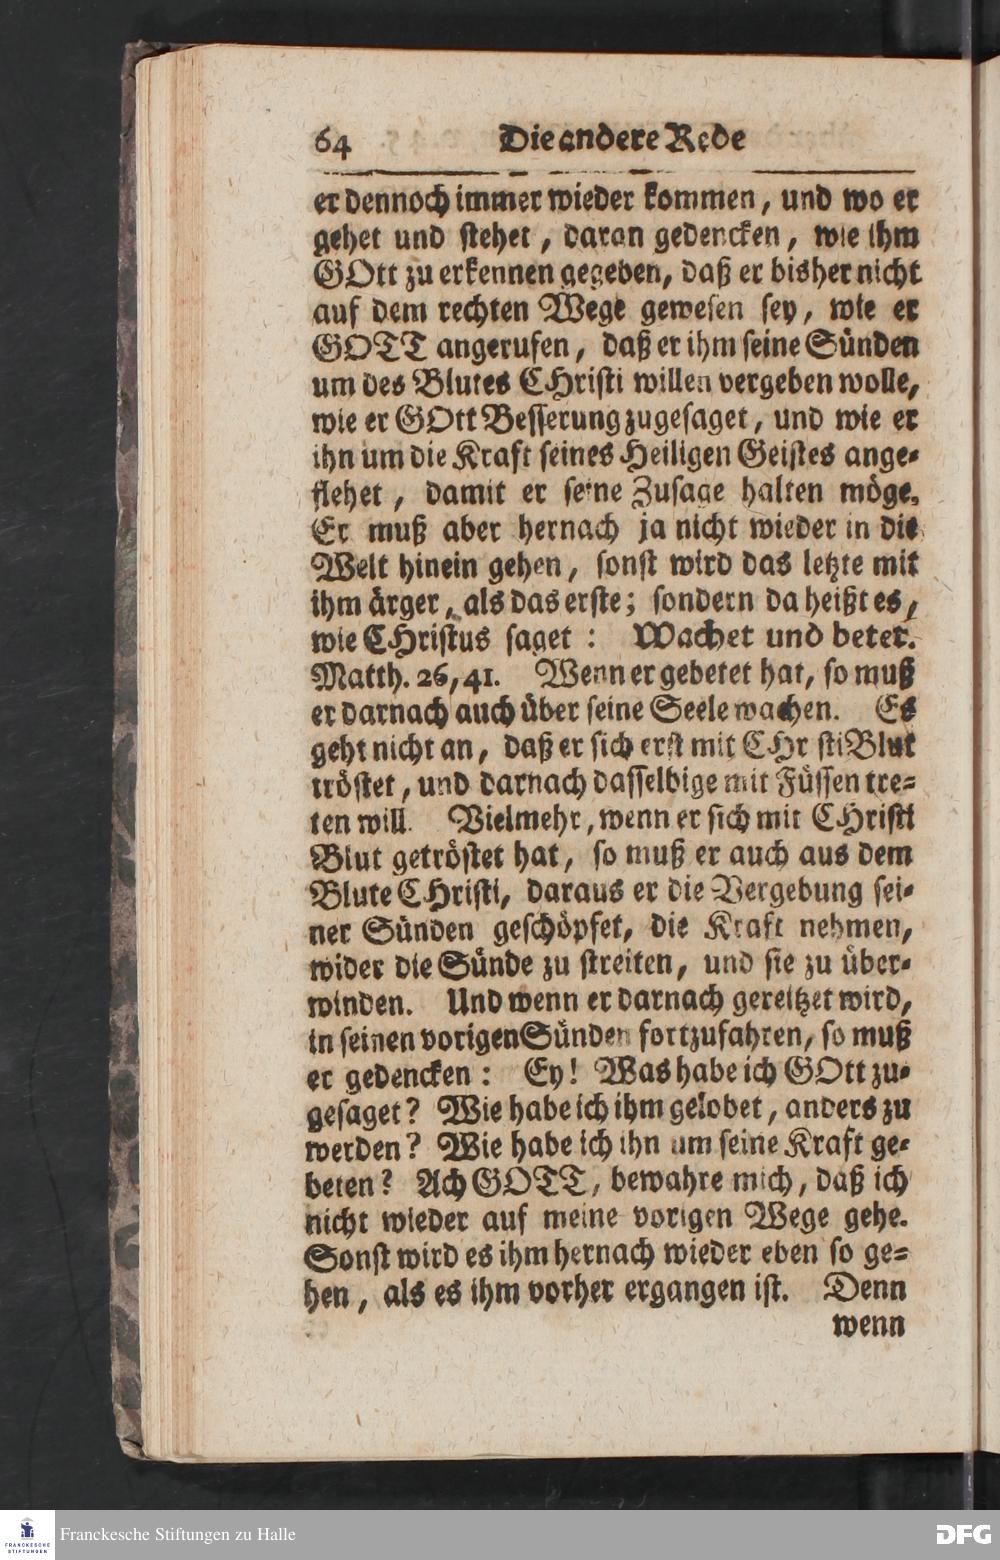 64 Die andere Rede
er dennoch immer wieder kommen, und wo er
gehet und stehet, daran gedencken, wie ihm
GOtt zu erkennen gegeben, daß er bisher nicht
auf dem rechten Wege gewesen sey, wie er
GOTT angerufen, daß er ihm seine Sünden
um des Blutes CHristi willen vergeben wolle,
wie er GOtt Besserung zugesaget, und wie er
ihn um die Kraft seines Heiligen Geistes ange-
flehet, damit er seine Zusage halten möge.
Er muß aber hernach ja nicht wieder in die
Welt hinein gehen, sonst wird das letzte mit
ihm ärger, als das erste; sondern da heißt es,
wie CHristus saget: Wachet und betet.
Matth. 26, 41. Wenn er gebetet hat, so muß
er darnach auch über seine Seele wachen. Es
geht nicht an, daß er sich erst mit CHristi Blut
tröstet, und darnach dasselbige mit Füssen tre-
ten will. Vielmehr, wenn er sich mit CHristi
Blut getröstet hat, so muß er auch aus dem
Blute CHristi, daraus er die Vergebung sei-
ner Sünden geschöpfet, die Kraft nehmen,
wider die Sünde zu streiten, und sie zu über-
winden. Und wenn er darnach gereitzet wird,
in seinen vorigen Sünden fortzufahren, so muß
er gedencken: Ey! Was habe ich GOtt zu-
gesaget? Wie habe ich ihm gelobet, anders zu
werden? Wie habe ich ihn um seine Kraft ge-
beten? Ach GOTT, bewahre mich, daß ich
nicht wieder auf meine vorigen Wege gehe.
Sonst wird es ihm hernach wieder eben so ge-
hen, als es ihm vorher ergangen ist. Denn
wenn
FRANCKESCHE
STIFTUNGEN
Franckesche Stiftungen zu Halle
DFG